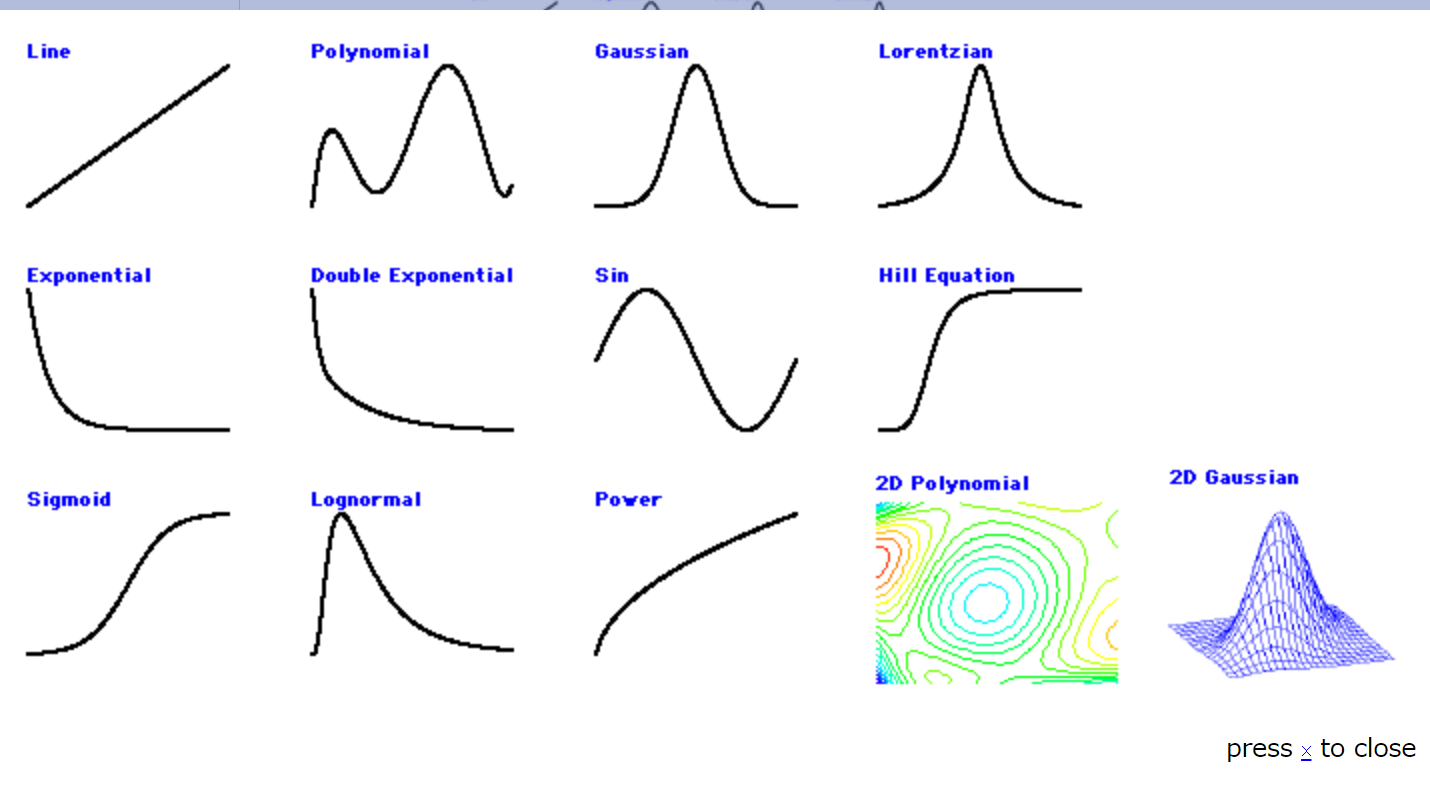 Line
Polynomial
Gaussian
Lorentzian
Exponential
Double Exponential
Sin
Hill Equation
Sigmoid
Lognormal
Power
2D Polynomial
2D Gaussian
press x to close